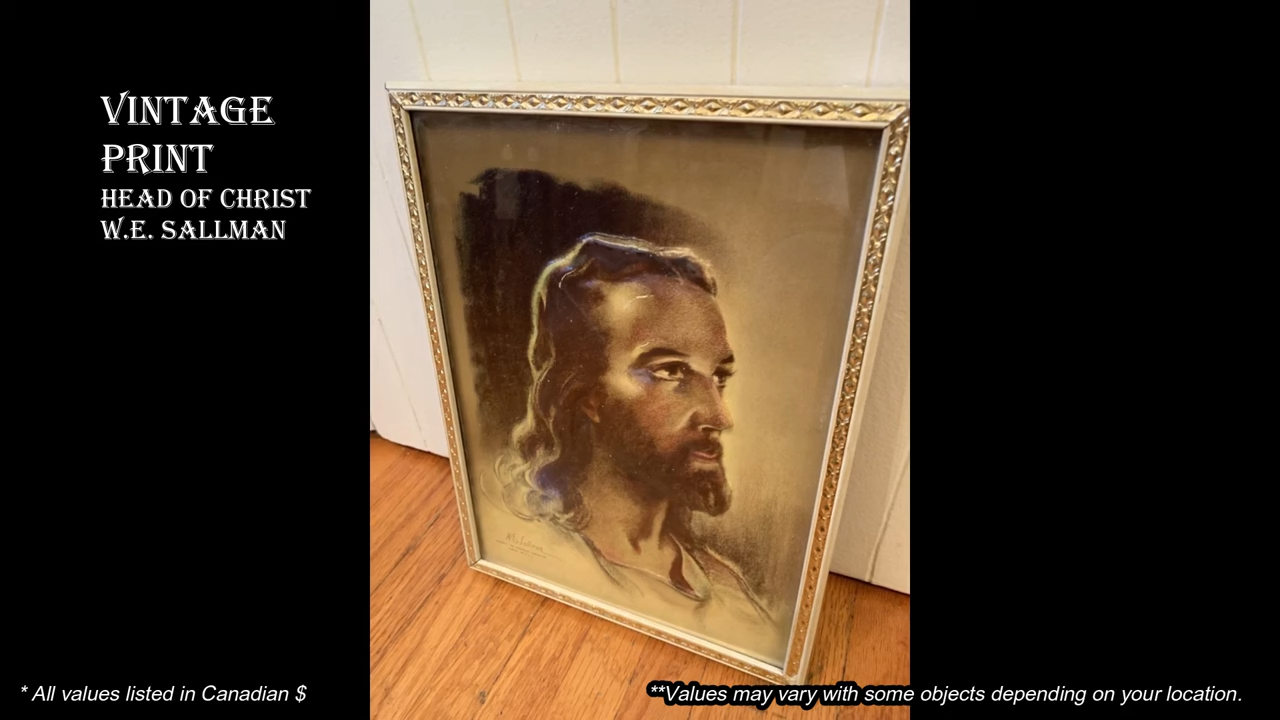 VINTAGE
PRINT
HEAD OF CHRIST
W.E. SALLMAN
* All values listed in Canadian $
**Values may vary with some objects depending on your location.